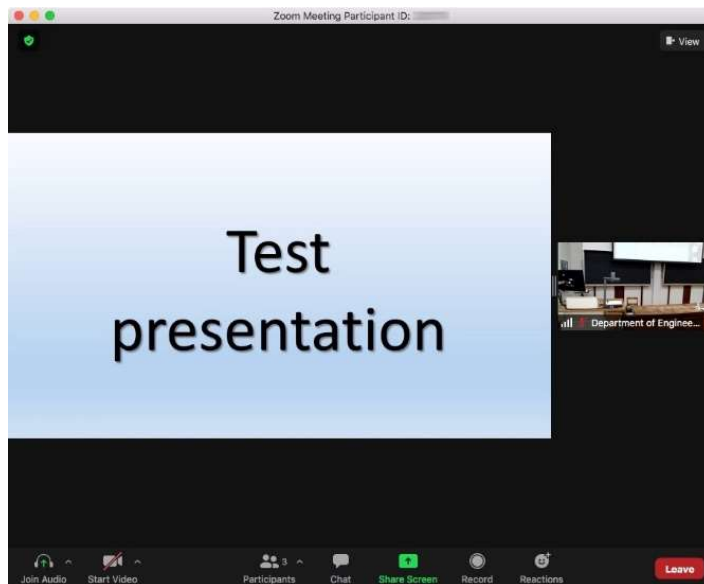 Zoom Meeting Participant ID:
View
Test
presentation
Department of Enginee...
Join Audio
Start Video
3
Participants
Chat
Share Screen
Record
Reactions
Leave